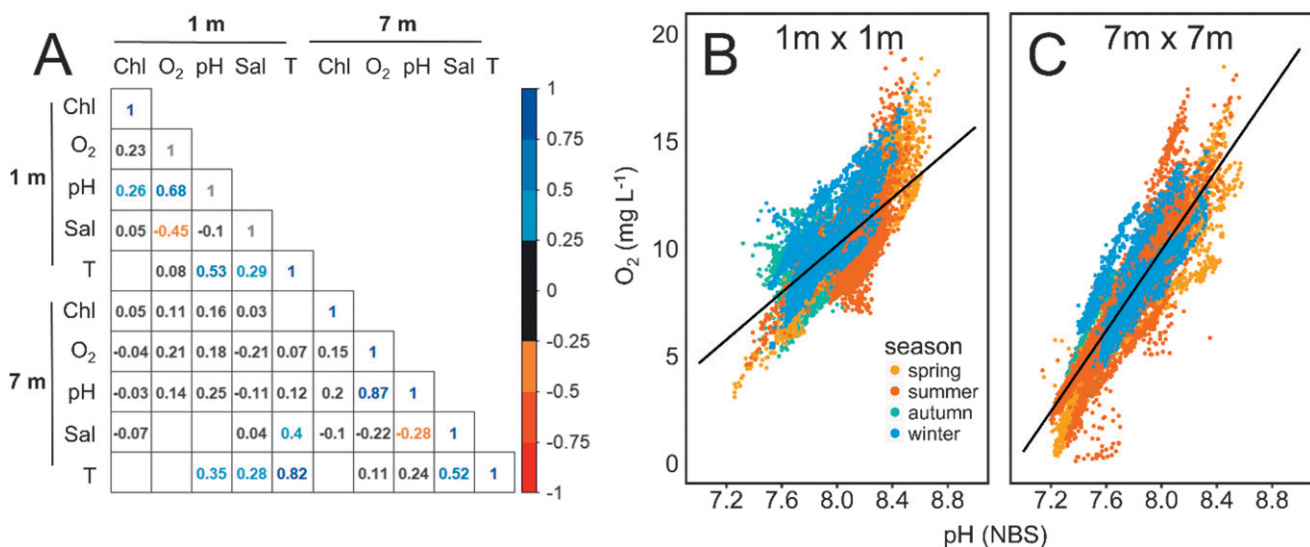 A
1 m 7 m
Chl O₂ pH Sal T Chl O₂ pH Sal T
1 m
Chl 1
O₂ 0.23 1
pH 0.26 0.68 1
Sal 0.05 -0.45 -0.1 1
T 0.08 0.53 0.29 1
7 m
Chl 0.05 0.11 0.16 0.03 1
O₂ -0.04 0.21 0.18 -0.21 0.07 0.15 1
pH -0.03 0.14 0.25 -0.11 0.12 0.2 0.87 1
Sal -0.07 0.04 0.4 -0.1 -0.22 -0.28 1
T 0.35 0.28 0.82 0.11 0.24 0.52 1
1
0.75
0.5
0.25
0
-0.25
-0.5
-0.75
-1
B
1m x 1m
O₂ (mg L⁻¹)
20
15
10
5
0
season
spring
summer
autumn
winter
7.2 7.6 8.0 8.4 8.8
C
7m x 7m
7.2 7.6 8.0 8.4 8.8
pH (NBS)